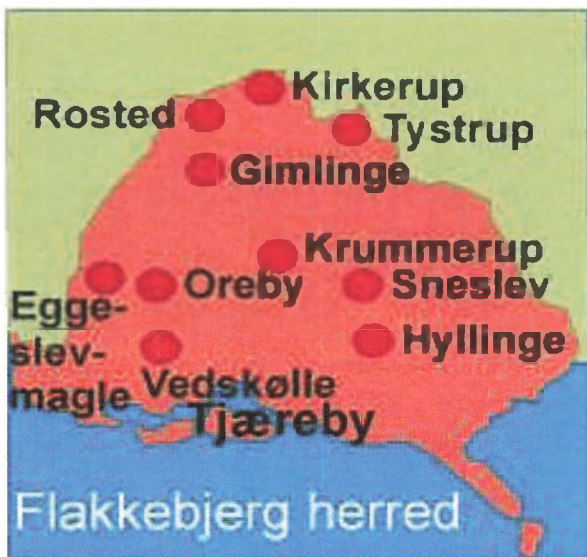 Kirkerup
Rosted
Tystrup
Gimlinge
Krummerup
Oreby
Sneslev
Egge-
slev-
magle
Hyllinge
Vedskølle
Tjæreby
Flakkebjerg herred